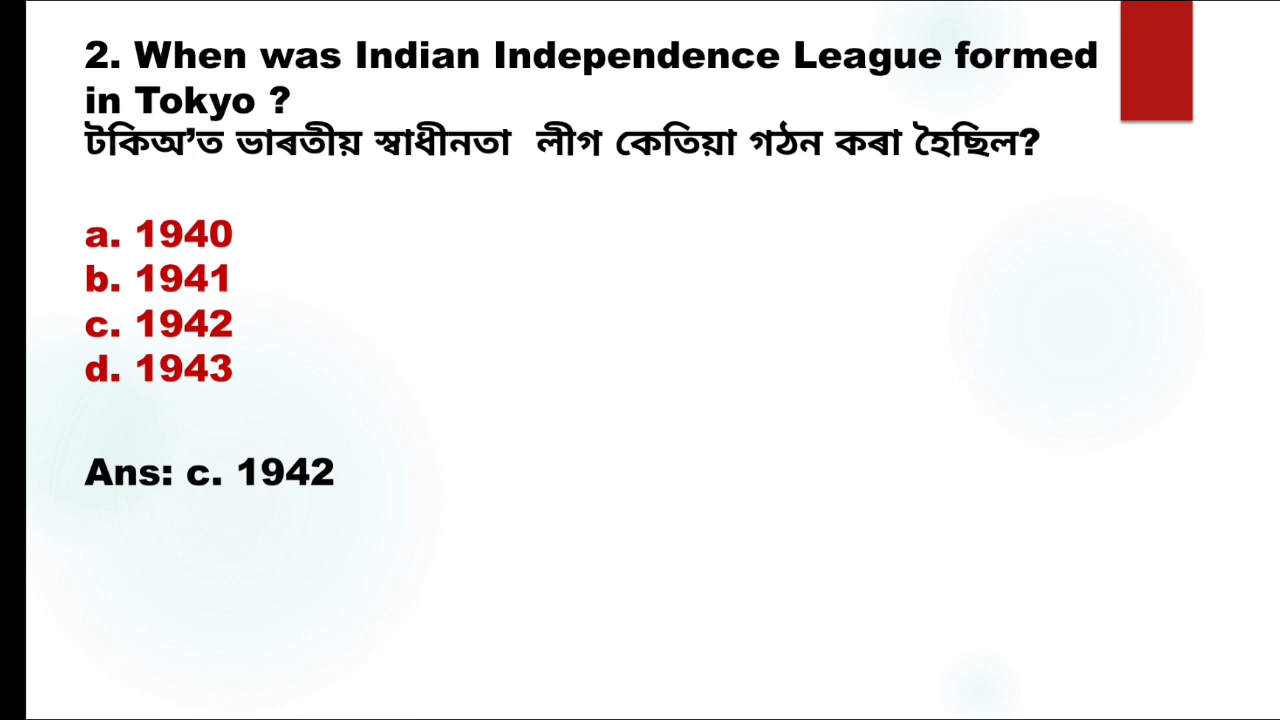 2. When was Indian Independence League formed
in Tokyo ?
টকিঅ’ত ভাৰতীয় স্বাধীনতা লীগ কেতিয়া গঠন কৰা হৈছিল?
a. 1940
b. 1941
c. 1942
d. 1943
Ans: c. 1942